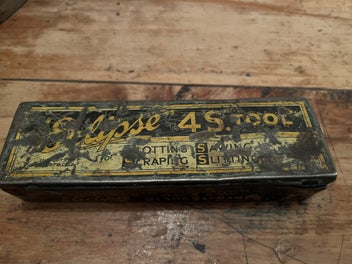 Eclipse 4S. TOOL
for SLOTTING SAWING
SCRAPING SLITTING